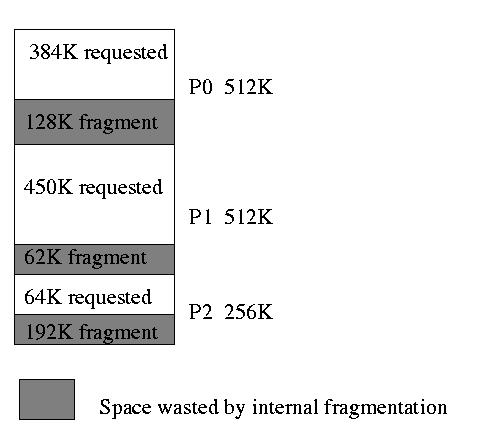 384K requested
P0 512K
128K fragment
450K requested
P1 512K
62K fragment
64K requested
P2 256K
192K fragment
Space wasted by internal fragmentation